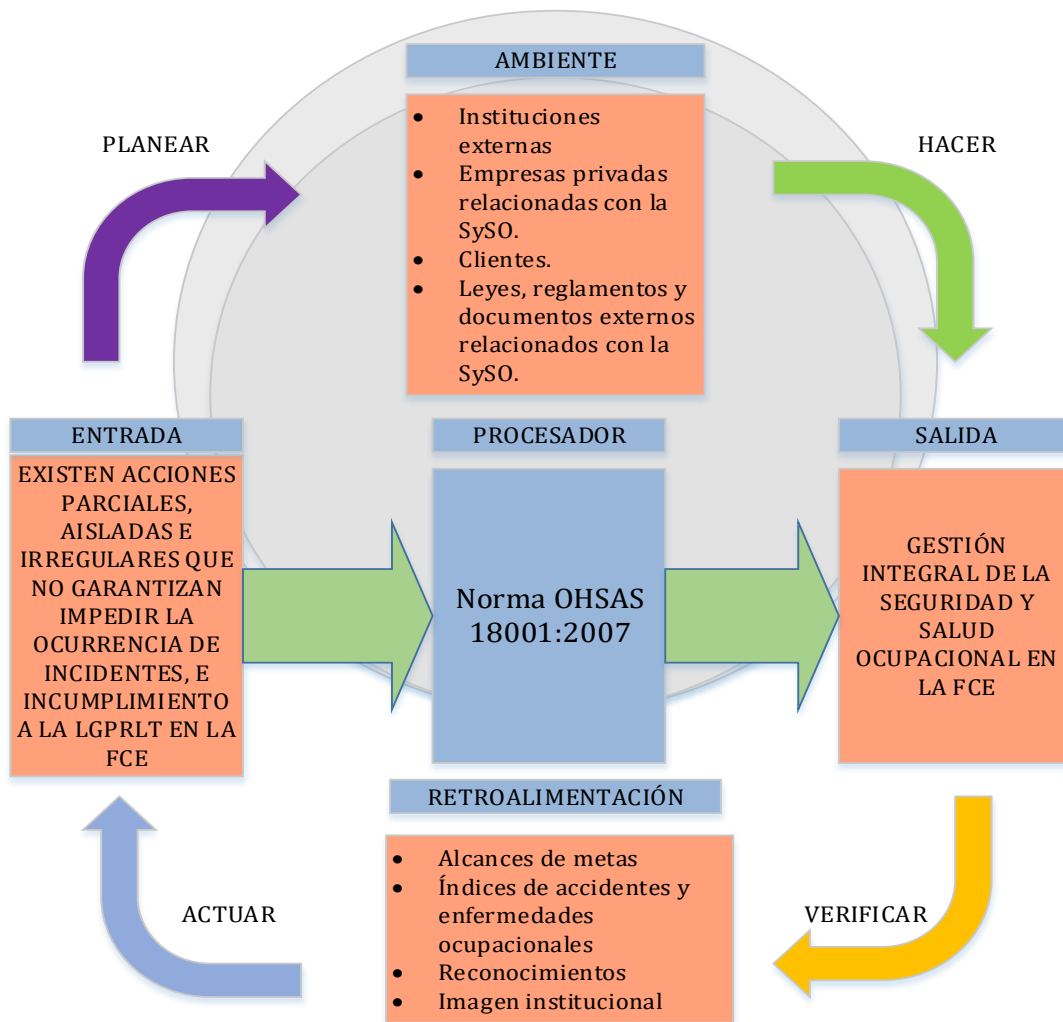 AMBIENTE
• Instituciones
externas
• Empresas privadas
relacionadas con la
SySO.
• Clientes.
• Leyes, reglamentos y
documentos externos
relacionados con la
SySO.
PLANEAR
HACER
ENTRADA
EXISTEN ACCIONES
PARCIALES,
AISLADAS E
IRREGULARES QUE
NO GARANTIZAN
IMPEDIR LA
OCURRENCIA DE
INCIDENTES, E
INCUMPLIMIENTO
A LA LGPRLT EN LA
FCE
PROCESADOR
Norma OHSAS
18001:2007
SALIDA
GESTIÓN
INTEGRAL DE LA
SEGURIDAD Y
SALUD
OCUPACIONAL EN
LA FCE
RETROALIMENTACIÓN
• Alcances de metas
• Índices de accidentes y
enfermedades
ocupacionales
• Reconocimientos
• Imagen institucional
ACTUAR
VERIFICAR